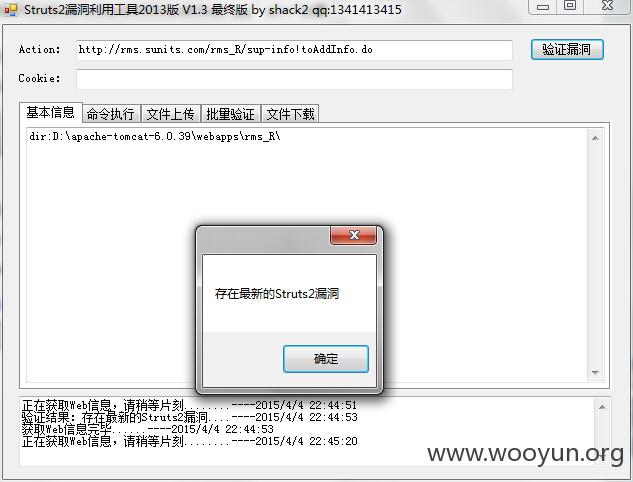 Struts2漏洞利用工具2013版 V1.3 最终版 by shack2 qq:1341413415
Action: http://rms.sunits.com/rms_R/sup-info!toAddInfo.do 验证漏洞
Cookie:
基本信息 命令执行 文件上传 批量验证 文件下载
dir:D:\apache-tomcat-6.0.39\webapps\rms_R\
存在最新的Struts2漏洞
确定
正在获取Web信息,请稍等片刻........----2015/4/4 22:44:51
验证结果: 存在最新的Struts2漏洞....----2015/4/4 22:44:53
获取Web信息完毕......----2015/4/4 22:44:53
正在获取Web信息,请稍等片刻........----2015/4/4 22:45:20
www.wooyun.org